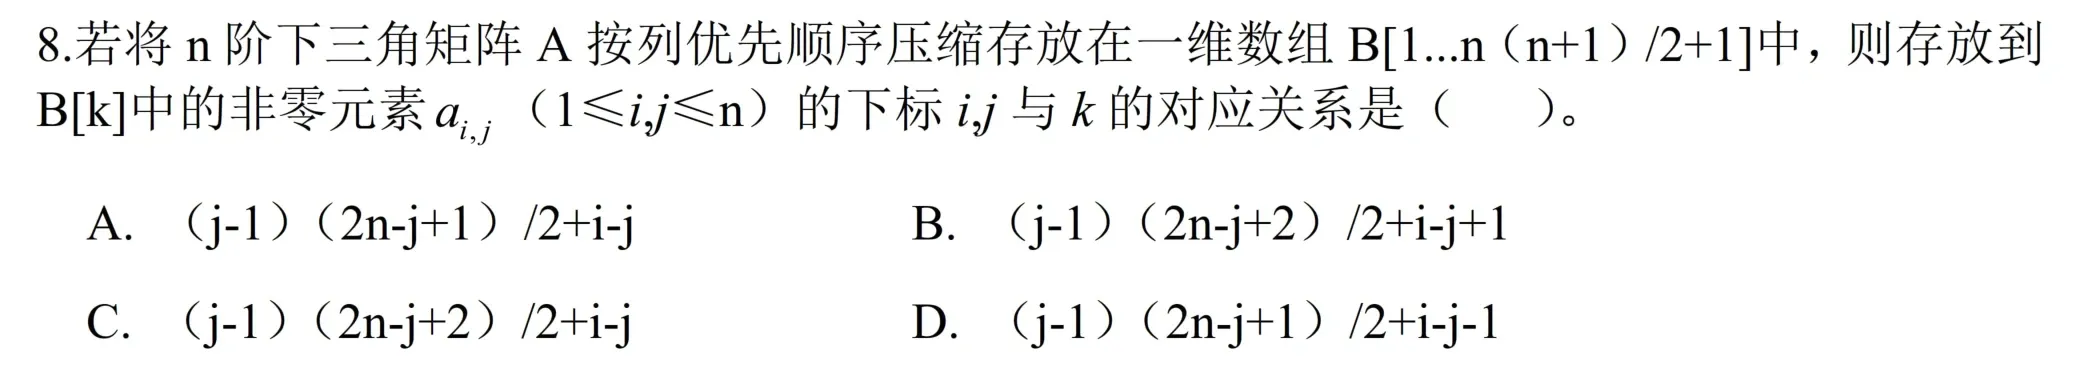 8.若将 n 阶下三角矩阵 A 按列优先顺序压缩存放在一维数组 B[1...n（n+1）/2+1]中，则存放到
B[k]中的非零元素 a_{i,j}（1≤i,j≤n）的下标 i,j 与 k 的对应关系是（ ）。
A. （j-1）（2n-j+1）/2+i-j B. （j-1）（2n-j+2）/2+i-j+1
C. （j-1）（2n-j+2）/2+i-j D. （j-1）（2n-j+1）/2+i-j-1